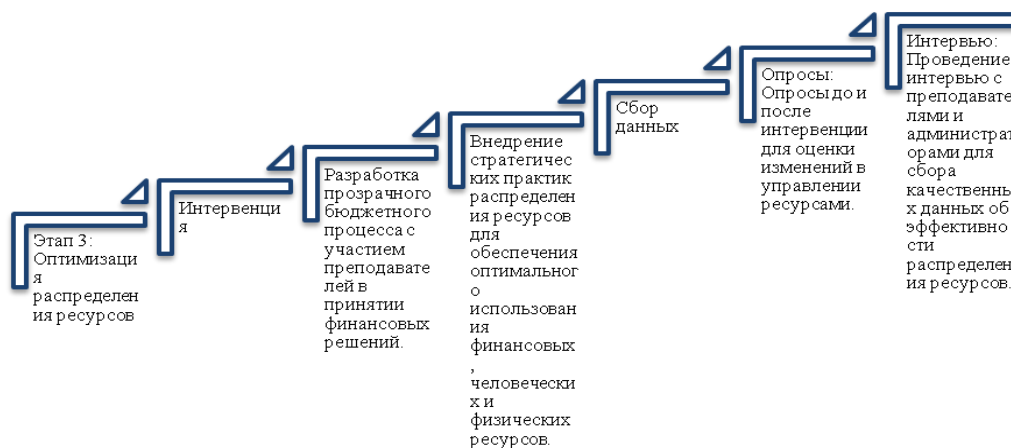 Этап 3:
Оптимизаци
я
распределен
ия ресурсов
Интервенци
я
Разработка
прозрачного
бюджетного
процесса с
участием
преподавате
лей в
принятии
финансовых
решений.
Внедрение
стратегичес
ких практик
распределен
ия ресурсов
для
обеспечения
оптимальног
о
использован
ия
финансовых
,
человечески
х и
физических
ресурсов.
Сбор
данных
Опросы:
Опросы до и
после
интервенции
для оценки
изменений в
управлении
ресурсами.
Интервью:
Проведение
интервью с
преподавате
лями и
администрат
орами для
сбора
качественны
х данных об
эффективно
сти
распределен
ия ресурсов.